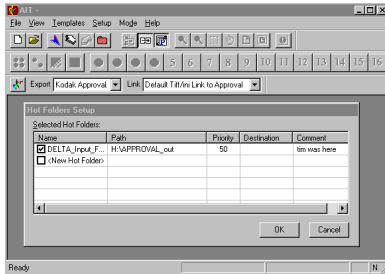 AIT -
File View Templates Setup Mode Help
5 6 7 8 9 10 11 12 13 14 15 16
Export Kodak Approval Link Default Tiff/ini Link to Approval
Hot Folders Setup
Selected Hot Folders:
Name Path Priority Destination Comment
DELTA_Input_F... H:\APPROVAL_out 50 tim was here
<New Hot Folder>
OK Cancel
Ready N